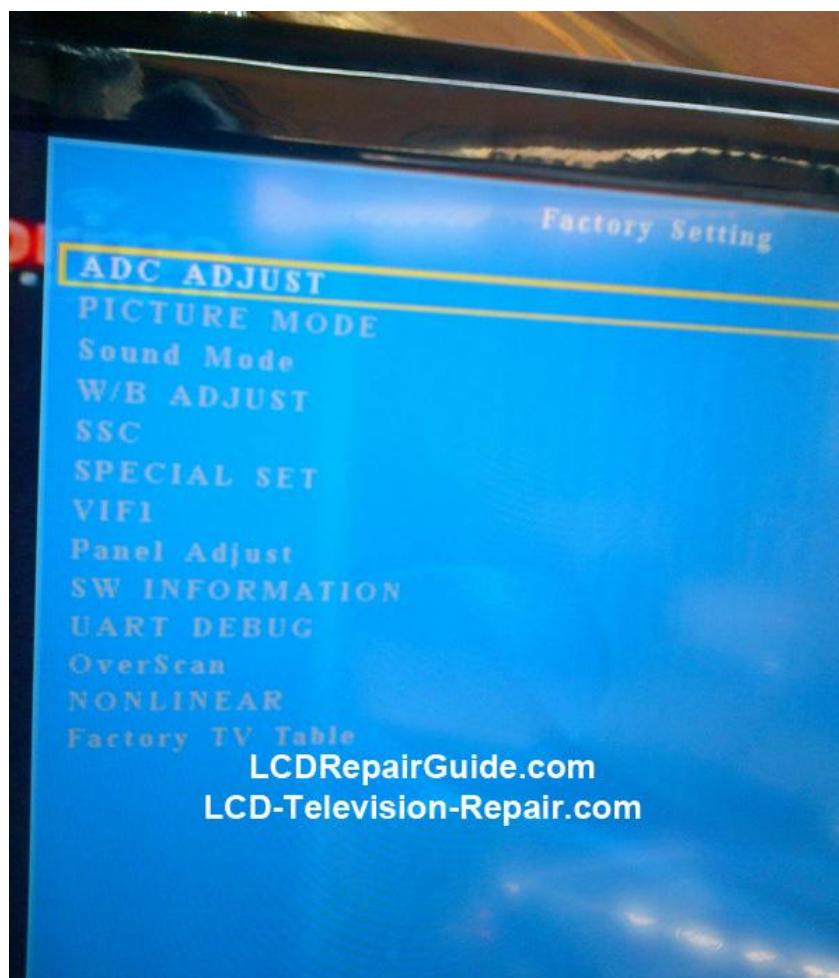 Factory Setting
ADC ADJUST
PICTURE MODE
Sound Mode
W/B ADJUST
SSC
SPECIAL SET
VIF1
Panel Adjust
SW INFORMATION
UART DEBUG
OverScan
NONLINEAR
Factory TV Table
LCDRepairGuide.com
LCD-Television-Repair.com